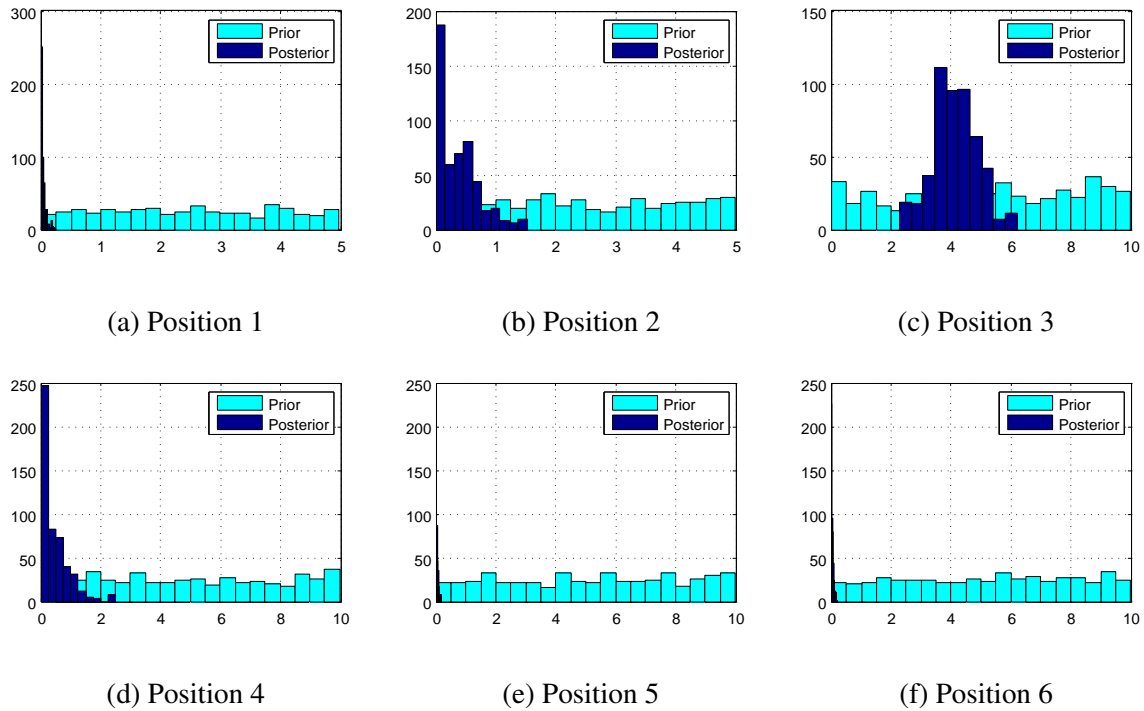 300
200
100
0
0 1 2 3 4 5
Prior
Posterior
(a) Position 1
200
150
100
50
0
0 1 2 3 4 5
Prior
Posterior
(b) Position 2
150
100
50
0
0 2 4 6 8 10
Prior
Posterior
(c) Position 3
250
200
150
100
50
0
0 2 4 6 8 10
Prior
Posterior
(d) Position 4
250
200
150
100
50
0
0 2 4 6 8 10
Prior
Posterior
(e) Position 5
250
200
150
100
50
0
0 2 4 6 8 10
Prior
Posterior
(f) Position 6